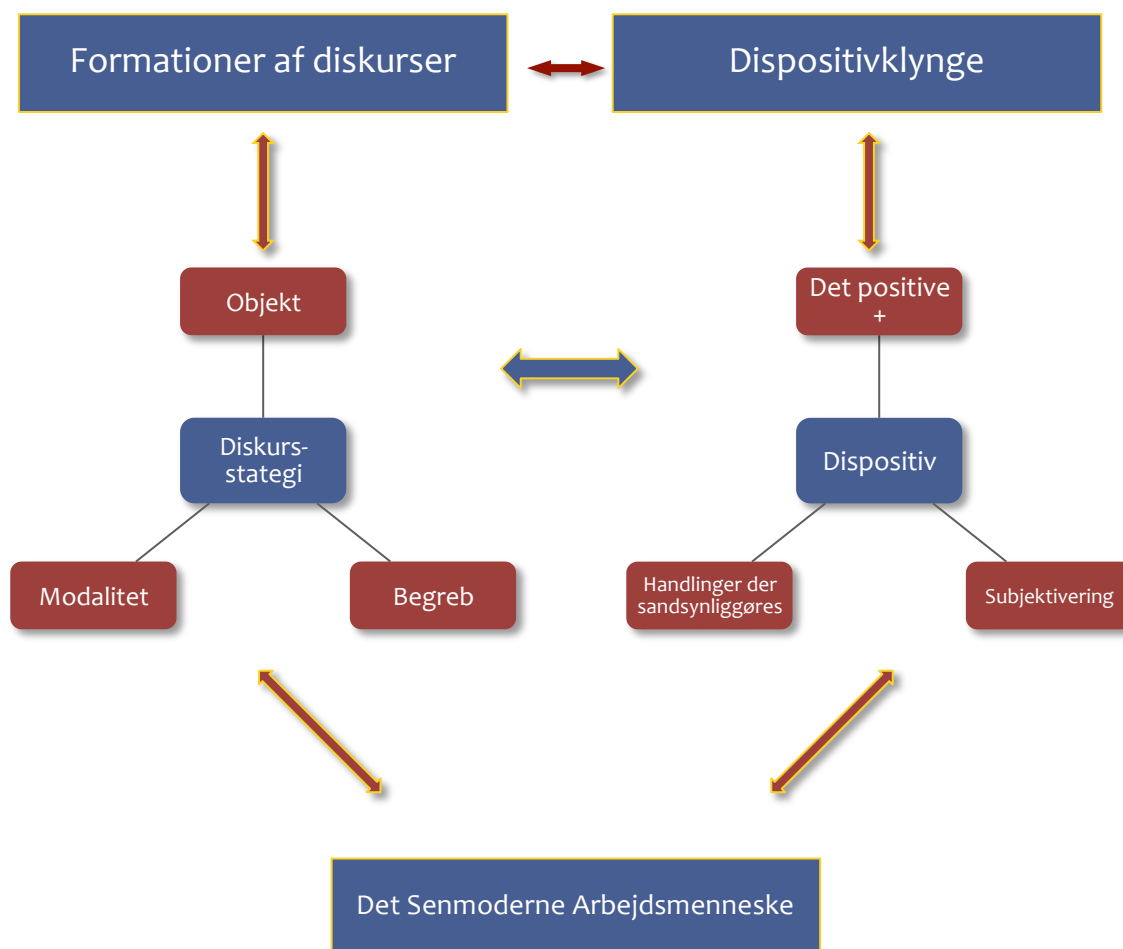 Formationer af diskurser
Dispositivklynge
Objekt
Det positive
+
Diskurs-
stategi
Dispositiv
Modalitet
Begreb
Handlinger der
sandsynliggøres
Subjektivering
Det Senmoderne Arbejdsmenneske